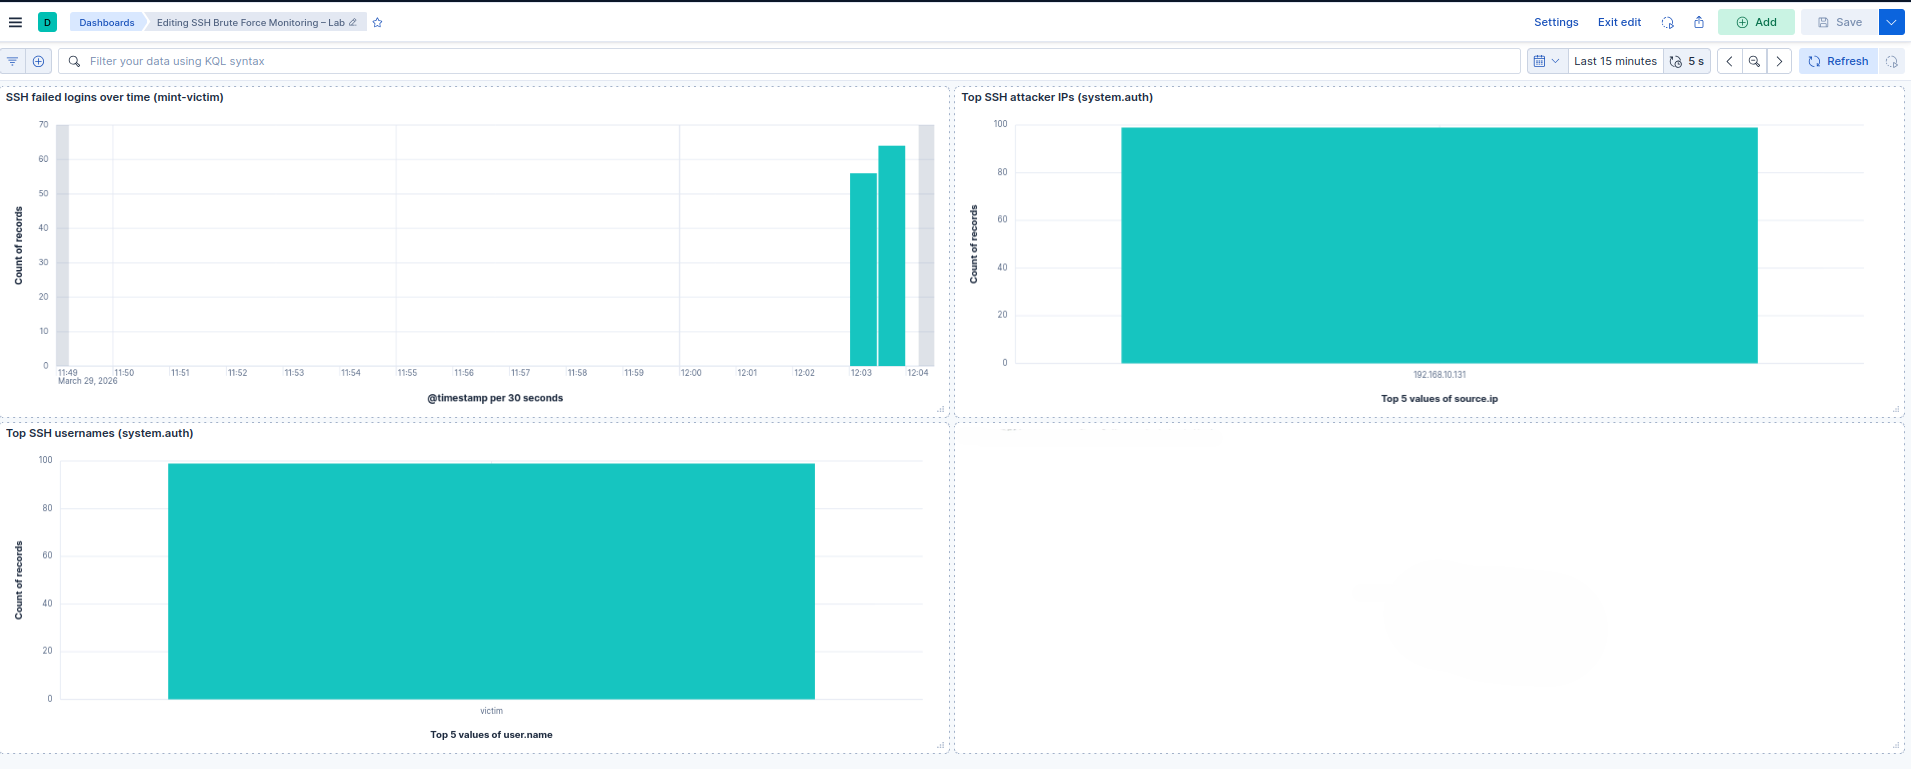 D Dashboards Editing SSH Brute Force Monitoring – Lab Settings Exit edit Add Save
Filter your data using KQL syntax Last 15 minutes 5 s Refresh
SSH failed logins over time (mint-victim)
Count of records
70
60
50
40
30
20
10
0
11:49 11:50 11:51 11:52 11:53 11:54 11:55 11:56 11:57 11:58 11:59 12:00 12:01 12:02 12:03 12:04
March 29, 2026
@timestamp per 30 seconds
Top SSH attacker IPs (system.auth)
Count of records
100
80
60
40
20
0
192.168.10.131
Top 5 values of source.ip
Top SSH usernames (system.auth)
Count of records
100
80
60
40
20
0
victim
Top 5 values of user.name